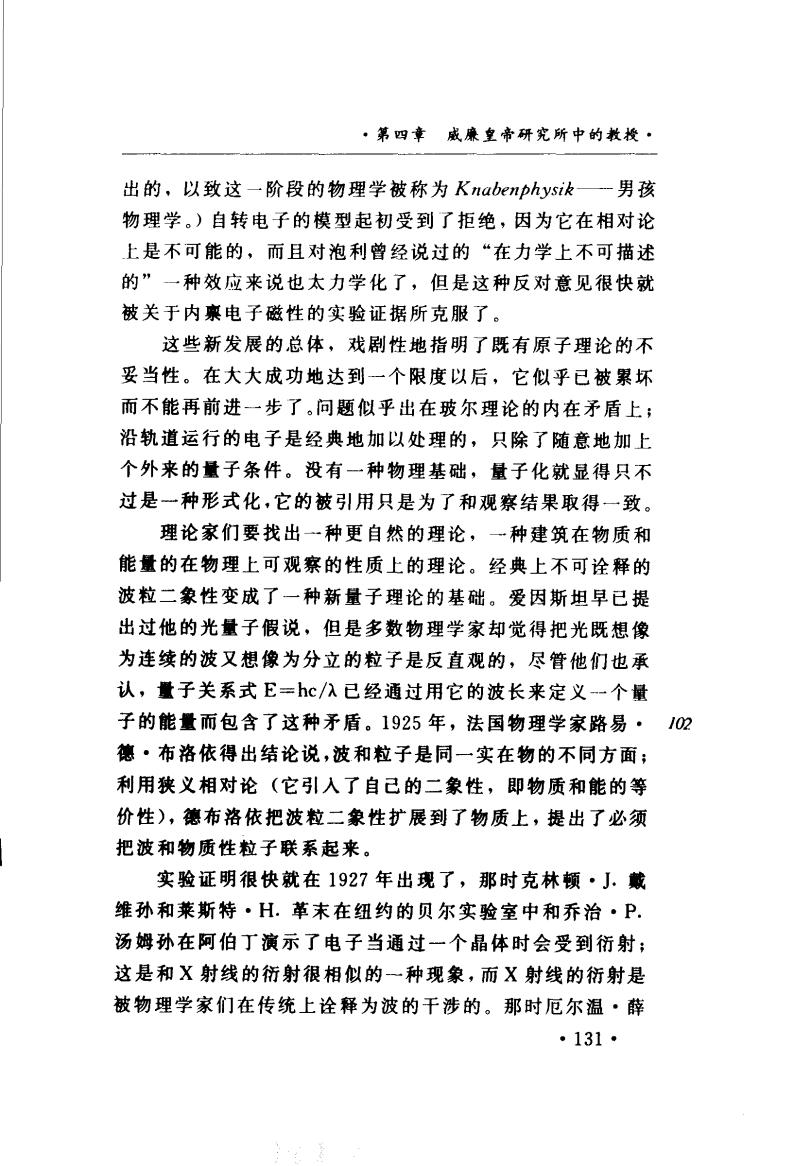 ·第四章　威廉皇帝研究所中的教授·
出的，以致这一阶段的物理学被称为 Knabenphysik——男孩
物理学。）自转电子的模型起初受到了拒绝，因为它在相对论
上是不可能的，而且对泡利曾经说过的“在力学上不可描述
的”一种效应来说也太力学化了，但是这种反对意见很快就
被关于内禀电子磁性的实验证据所克服了。
这些新发展的总体，戏剧性地指明了既有原子理论的不
妥当性。在大大成功地达到一个限度以后，它似乎已被累坏
而不能再前进一步了。问题似乎出在玻尔理论的内在矛盾上；
沿轨道运行的电子是经典地加以处理的，只除了随意地加上
个外来的量子条件。没有一种物理基础，量子化就显得只不
过是一种形式化，它的被引用只是为了和观察结果取得一致。
理论家们要找出一种更自然的理论，一种建筑在物质和
能量的在物理上可观察的性质上的理论。经典上不可诠释的
波粒二象性变成了一种新量子理论的基础。爱因斯坦早已提
出过他的光量子假说，但是多数物理学家却觉得把光既想像
为连续的波又想像为分立的粒子是反直观的，尽管他们也承
认，量子关系式 E=hc/λ 已经通过用它的波长来定义一个量
子的能量而包含了这种矛盾。1925 年，法国物理学家路易· 102
德·布洛依得出结论说，波和粒子是同一实在物的不同方面；
利用狭义相对论（它引入了自己的二象性，即物质和能的等
价性），德布洛依把波粒二象性扩展到了物质上，提出了必须
把波和物质性粒子联系起来。
实验证明很快就在 1927 年出现了，那时克林顿·J. 戴
维孙和莱斯特·H. 革末在纽约的贝尔实验室中和乔治·P.
汤姆孙在阿伯丁演示了电子当通过一个晶体时会受到衍射；
这是和 X 射线的衍射很相似的一种现象，而 X 射线的衍射是
被物理学家们在传统上诠释为波的干涉的。那时厄尔温·薛
·131·